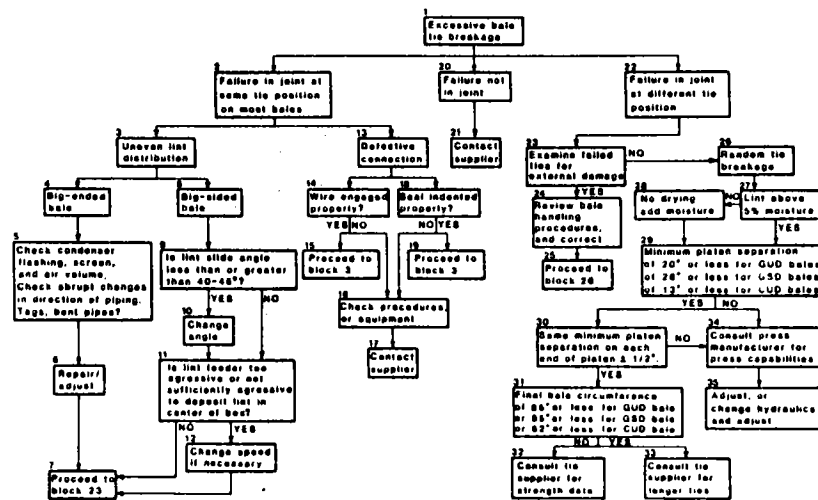 1
Excessive bale
tie breakage
2
Failure in joint at
same tie position
on most bales
20
Failure not
in joint
22
Failure in joint
at different tie
position
21
Contact
supplier
3
Uneven lint
distribution
13
Defective
connection
23
Examine failed
ties for
external damage
NO
26
Random tie
breakage
YES
4
Big-ended
bale
8
Big-sided
bale
14
Wire engaged
properly?
18
Seal indented
properly?
YES NO
NO YES
24
Review bale
handling
procedures,
and correct
28
No drying
add moisture
NO
27
Lint above
5% moisture
YES
5
Check condenser
flashing, screen,
and air volume.
Check abrupt changes
in direction of piping.
Tags, bent pipes?
9
Is lint slide angle
less than or greater
than 40-45°?
YES
NO
15
Proceed to
block 3
19
Proceed to
block 3
25
Proceed to
block 26
29
Minimum platen separation
of 20" or less for GUD bales
of 20" or less for GSD bales
of 13" or less for CUD bales
YES NO
10
Change
angle
16
Check procedures,
or equipment
17
Contact
supplier
30
Same minimum platen
separation on each
end of platen ± 1/2".
NO
34
Consult press
manufacturer for
press capabilities
YES
6
Repair/
adjust
11
Is lint feeder too
agressive or not
sufficiently agressive
to deposit lint in
center of box?
NO
YES
31
Final bale circumference
of 85" or less for GSD bale
or 82" or less for CUD bale
35
Adjust, or
change hydraulics
and adjust
NO YES
12
Change speed
if necessary
7
Proceed to
block 23
32
Consult tie
supplier for
strength data
33
Consult tie
supplier for
longer ties